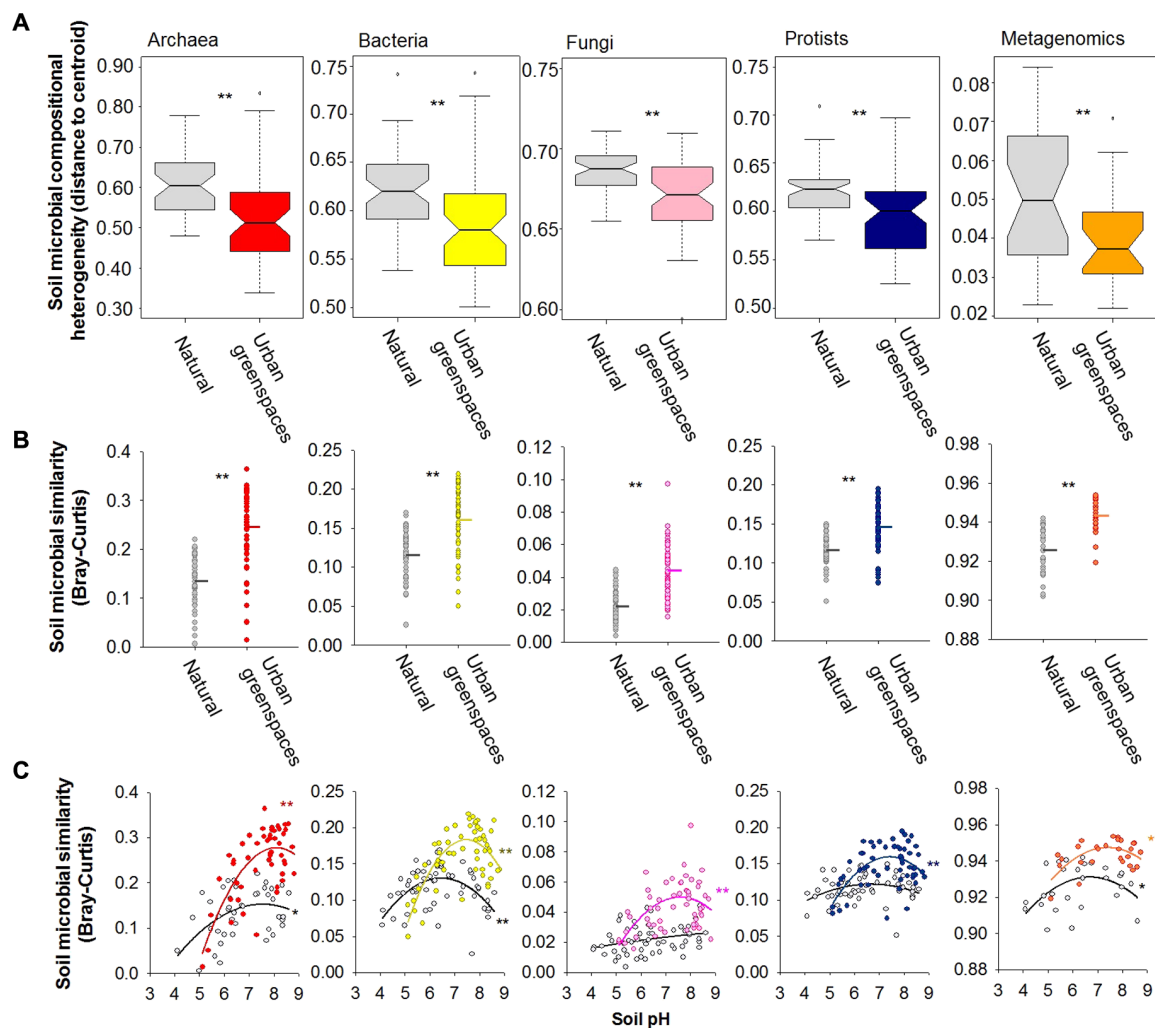 A
Archaea
Bacteria
Fungi
Protists
Metagenomics
Soil microbial compositional
heterogeneity (distance to centroid)
0.90
0.80
0.70
0.60
0.50
0.40
0.30
**
Natural
Urban
greenspaces
0.75
0.70
0.65
0.60
0.55
0.50
**
Natural
Urban
greenspaces
0.75
0.70
0.65
0.60
**
Natural
Urban
greenspaces
0.75
0.70
0.65
0.60
0.55
0.50
**
Natural
Urban
greenspaces
0.08
0.07
0.06
0.05
0.04
0.03
0.02
**
Natural
Urban
greenspaces
B
Soil microbial similarity
(Bray-Curtis)
0.4
0.3
0.2
0.1
0.0
**
Natural
Urban
greenspaces
0.25
0.20
0.15
0.10
0.05
0.00
**
Natural
Urban
greenspaces
0.12
0.10
0.08
0.06
0.04
0.02
0.00
**
Natural
Urban
greenspaces
0.25
0.20
0.15
0.10
0.05
0.00
**
Natural
Urban
greenspaces
0.98
0.96
0.94
0.92
0.90
0.88
**
Natural
Urban
greenspaces
C
Soil microbial similarity
(Bray-Curtis)
0.4
0.3
0.2
0.1
0.0
**
*
3 4 5 6 7 8 9
0.25
0.20
0.15
0.10
0.05
0.00
**
**
3 4 5 6 7 8 9
0.12
0.10
0.08
0.06
0.04
0.02
0.00
**
3 4 5 6 7 8 9
0.25
0.20
0.15
0.10
0.05
0.00
**
3 4 5 6 7 8 9
0.98
0.96
0.94
0.92
0.90
0.88
*
*
3 4 5 6 7 8 9
Soil pH